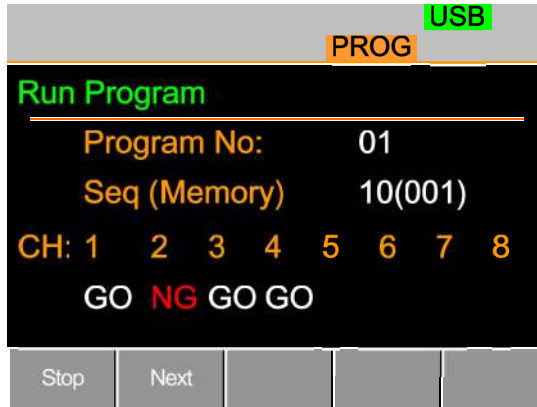 USB
PROG
Run Program
Program No: 01
Seq (Memory) 10(001)
CH: 1 2 3 4 5 6 7 8
GO NG GO GO
Stop Next